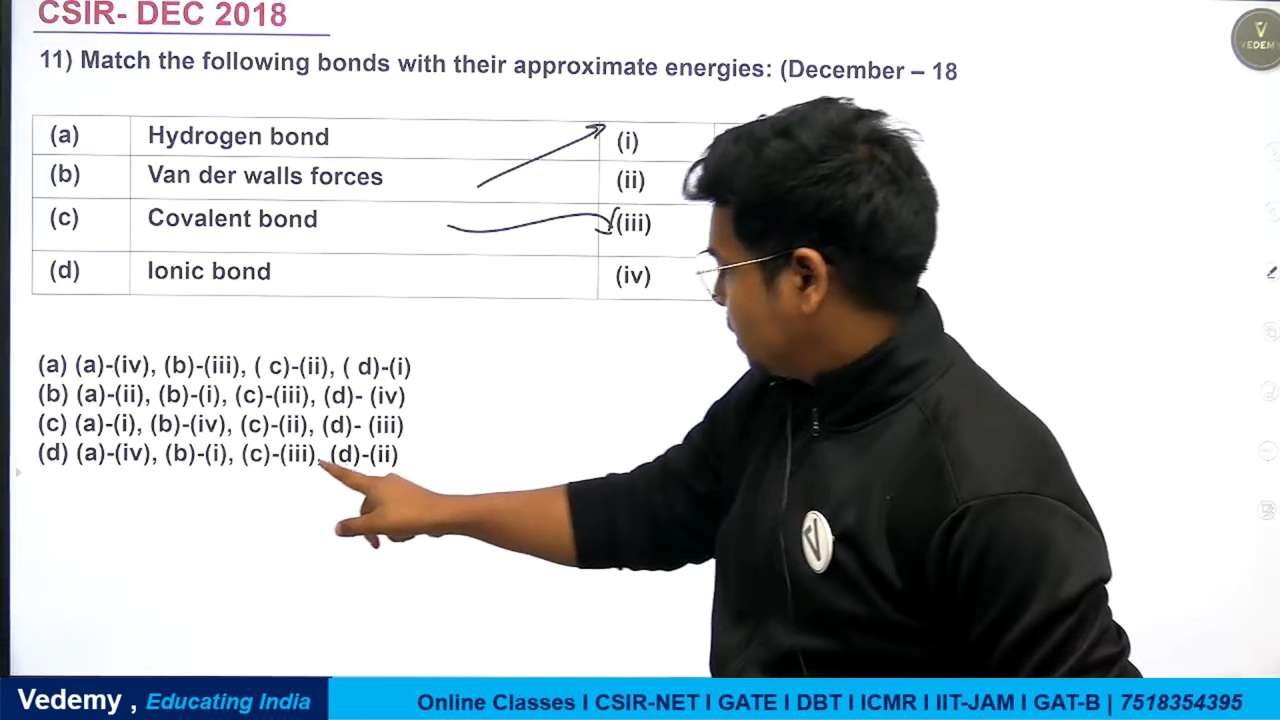 CSIR- DEC 2018
VEDEMY
11) Match the following bonds with their approximate energies: (December – 18
(a) Hydrogen bond (i)
(b) Van der walls forces (ii)
(c) Covalent bond (iii)
(d) Ionic bond (iv)
(a) (a)-(iv), (b)-(iii), ( c)-(ii), ( d)-(i)
(b) (a)-(ii), (b)-(i), (c)-(iii), (d)- (iv)
(c) (a)-(i), (b)-(iv), (c)-(ii), (d)- (iii)
(d) (a)-(iv), (b)-(i), (c)-(iii), (d)-(ii)
Vedemy , Educating India
Online Classes I CSIR-NET I GATE I DBT I ICMR I IIT-JAM I GAT-B | 7518354395